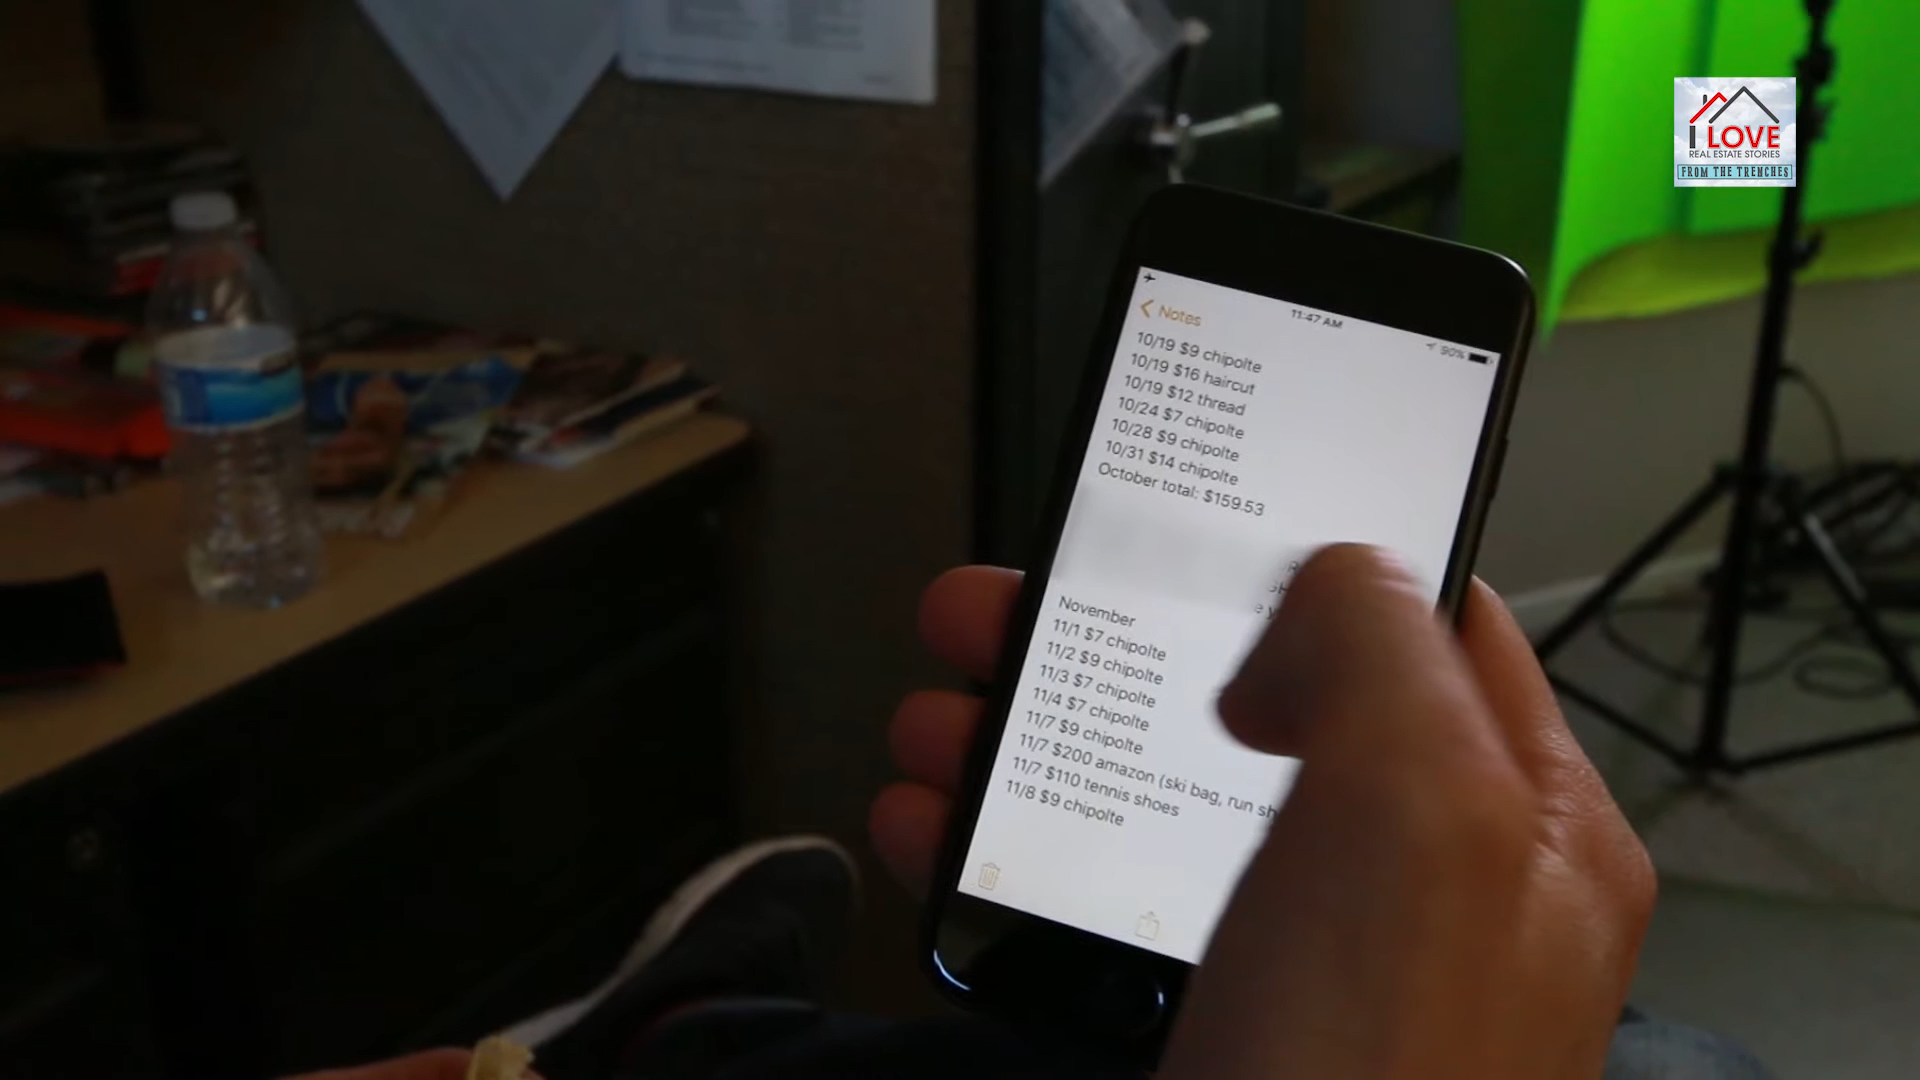 I LOVE
REAL ESTATE STORIES
FROM THE TRENCHES
11:47 AM
90%
Notes
10/19 $9 chipolte
10/19 $16 haircut
10/19 $12 thread
10/24 $7 chipolte
10/28 $9 chipolte
10/31 $14 chipolte
October total: $159.53
November
11/1 $7 chipolte
11/2 $9 chipolte
11/3 $7 chipolte
11/4 $7 chipolte
11/7 $9 chipolte
11/7 $200 amazon (ski bag, run sh
11/7 $110 tennis shoes
11/8 $9 chipolte